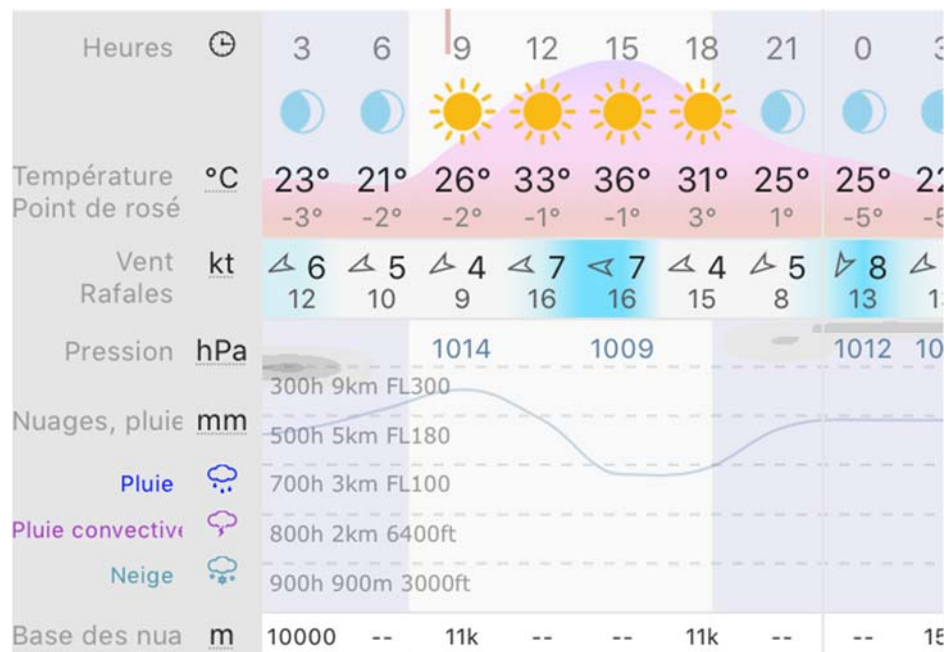 Heures 3 6 9 12 15 18 21 0
Température °C 23° 21° 26° 33° 36° 31° 25° 25°
Point de rosé -3° -2° -2° -1° -1° 3° 1° -5°
Vent kt 6 5 4 7 7 4 5 8
Rafales 12 10 9 16 16 15 8 13
Pression hPa 1014 1009 1012 10
300h 9km FL300
Nuages, pluie mm
500h 5km FL180
Pluie
700h 3km FL100
Pluie convective
800h 2km 6400ft
Neige
900h 900m 3000ft
Base des nua m 10000 -- 11k -- -- 11k -- -- 15